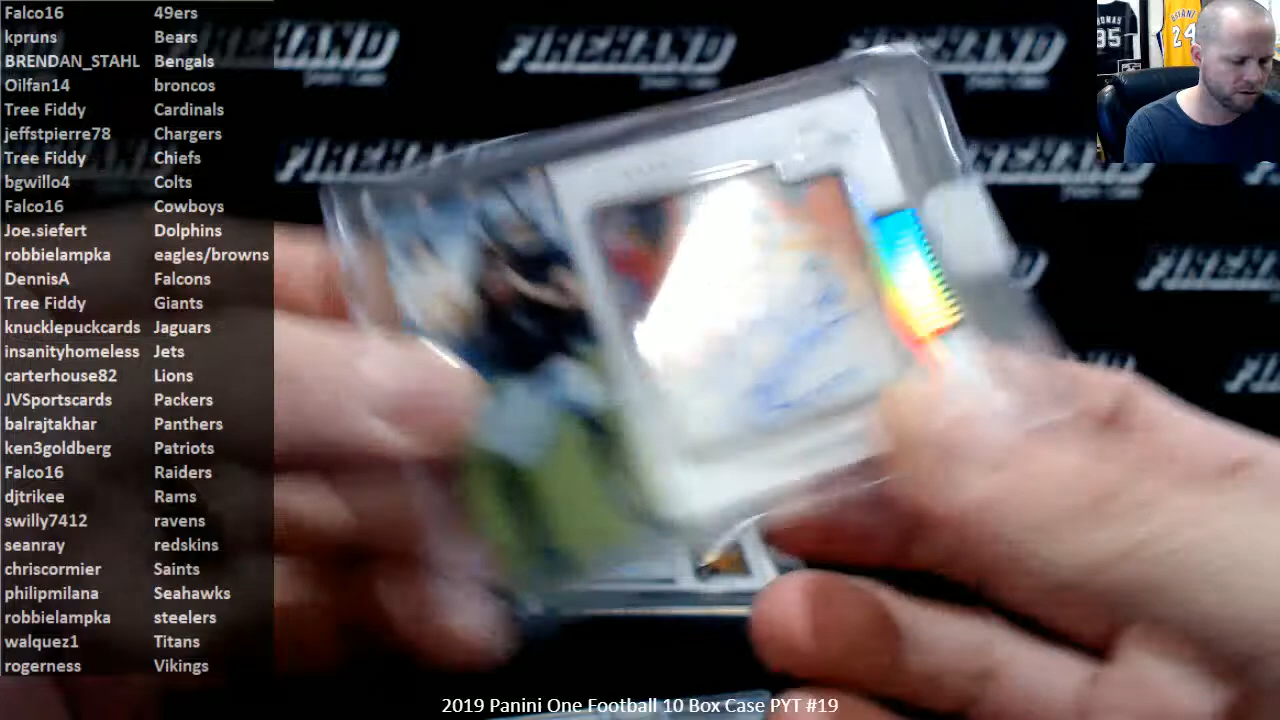 Falco16 49ers
kpruns Bears
BRENDAN_STAHL Bengals
Oilfan14 broncos
Tree Fiddy Cardinals
jeffstpierre78 Chargers
Tree Fiddy Chiefs
bgwillo4 Colts
Falco16 Cowboys
Joe.siefert Dolphins
robbielampka eagles/browns
DennisA Falcons
Tree Fiddy Giants
knucklepuckcards Jaguars
insanityhomeless Jets
carterhouse82 Lions
JVSportscards Packers
balrajtakhar Panthers
ken3goldberg Patriots
Falco16 Raiders
djtrikee Rams
swilly7412 ravens
seanray redskins
chriscormier Saints
philipmilana Seahawks
robbielampka steelers
walquez1 Titans
rogerness Vikings
FIREHAND
FIREHAND
24
2019 Panini One Football 10 Box Case PYT #19